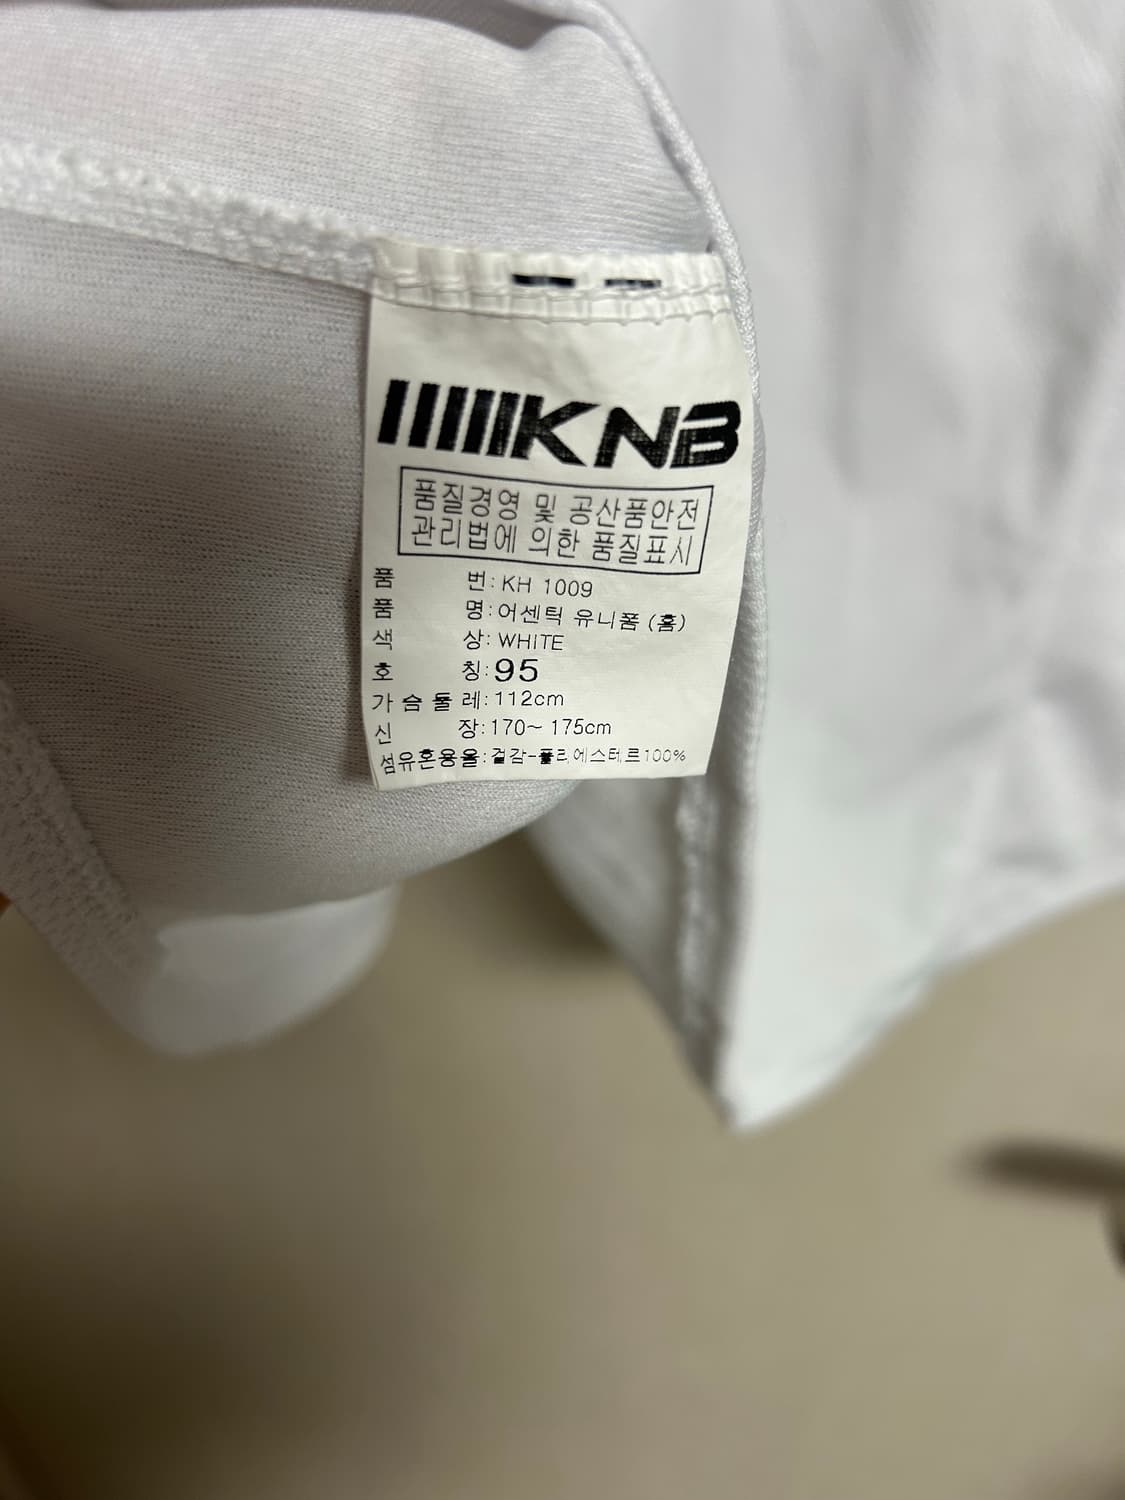 KNB
품질경영 및 공산품안전
관리법에 의한 품질표시
품 번: KH 1009
품 명: 어센틱 유니폼 (홈)
색 상: WHITE
호 칭: 95
가슴둘레: 112cm
신 장: 170~ 175cm
섬유혼용율: 겉감-폴리에스테르100%